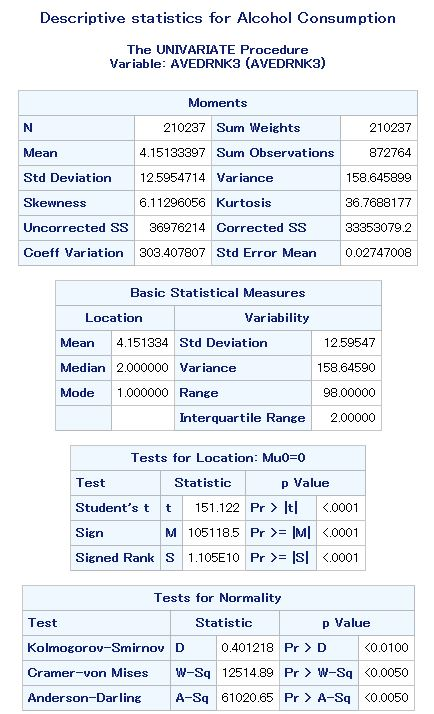 Descriptive statistics for Alcohol Consumption
The UNIVARIATE Procedure
Variable: AVEDRNK3 (AVEDRNK3)
Moments
N 210237 Sum Weights 210237
Mean 4.15133397 Sum Observations 872764
Std Deviation 12.5954714 Variance 158.645899
Skewness 6.11296056 Kurtosis 36.7688177
Uncorrected SS 36976214 Corrected SS 33353079.2
Coeff Variation 303.407807 Std Error Mean 0.02747008
Basic Statistical Measures
Location Variability
Mean 4.151334 Std Deviation 12.59547
Median 2.000000 Variance 158.64590
Mode 1.000000 Range 98.00000
Interquartile Range 2.00000
Tests for Location: Mu0=0
Test Statistic p Value
Student's t t 151.122 Pr > |t| <.0001
Sign M 105118.5 Pr >= |M| <.0001
Signed Rank S 1.105E10 Pr >= |S| <.0001
Tests for Normality
Test Statistic p Value
Kolmogorov-Smirnov D 0.401218 Pr > D <0.0100
Cramer-von Mises W-Sq 12514.89 Pr > W-Sq <0.0050
Anderson-Darling A-Sq 61020.65 Pr > A-Sq <0.0050